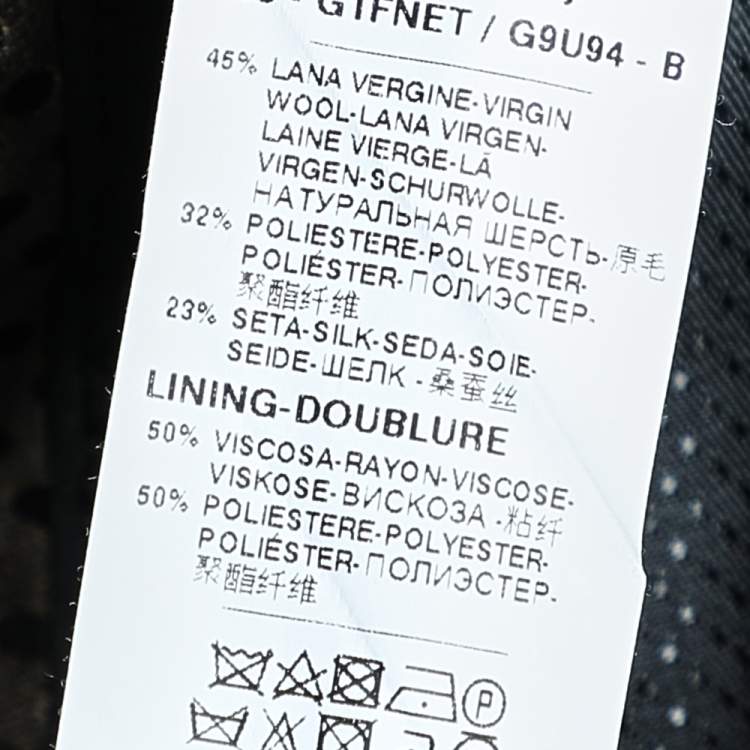 - GTFNET / G9U94 - B
45% LANA VERGINE-VIRGIN
WOOL-LANA VIRGEN-
LAINE VIERGE-LÃ
VIRGEN-SCHURWOLLE-
НАТУРАЛЬНАЯ ШЕРСТЬ-原毛
32% POLIESTERE-POLYESTER-
POLIÉSTER-ПОЛИЭСТЕР-
聚酯纤维
23% SETA-SILK-SEDA-SOIE-
SEIDE-ШЕЛК -桑蚕丝
LINING-DOUBLURE
50% VISCOSA-RAYON-VISCOSE-
VISKOSE-ВИСКОЗА -粘纤
50% POLIESTERE-POLYESTER-
POLIÉSTER-ПОЛИЭСТЕР-
聚酯纤维
P